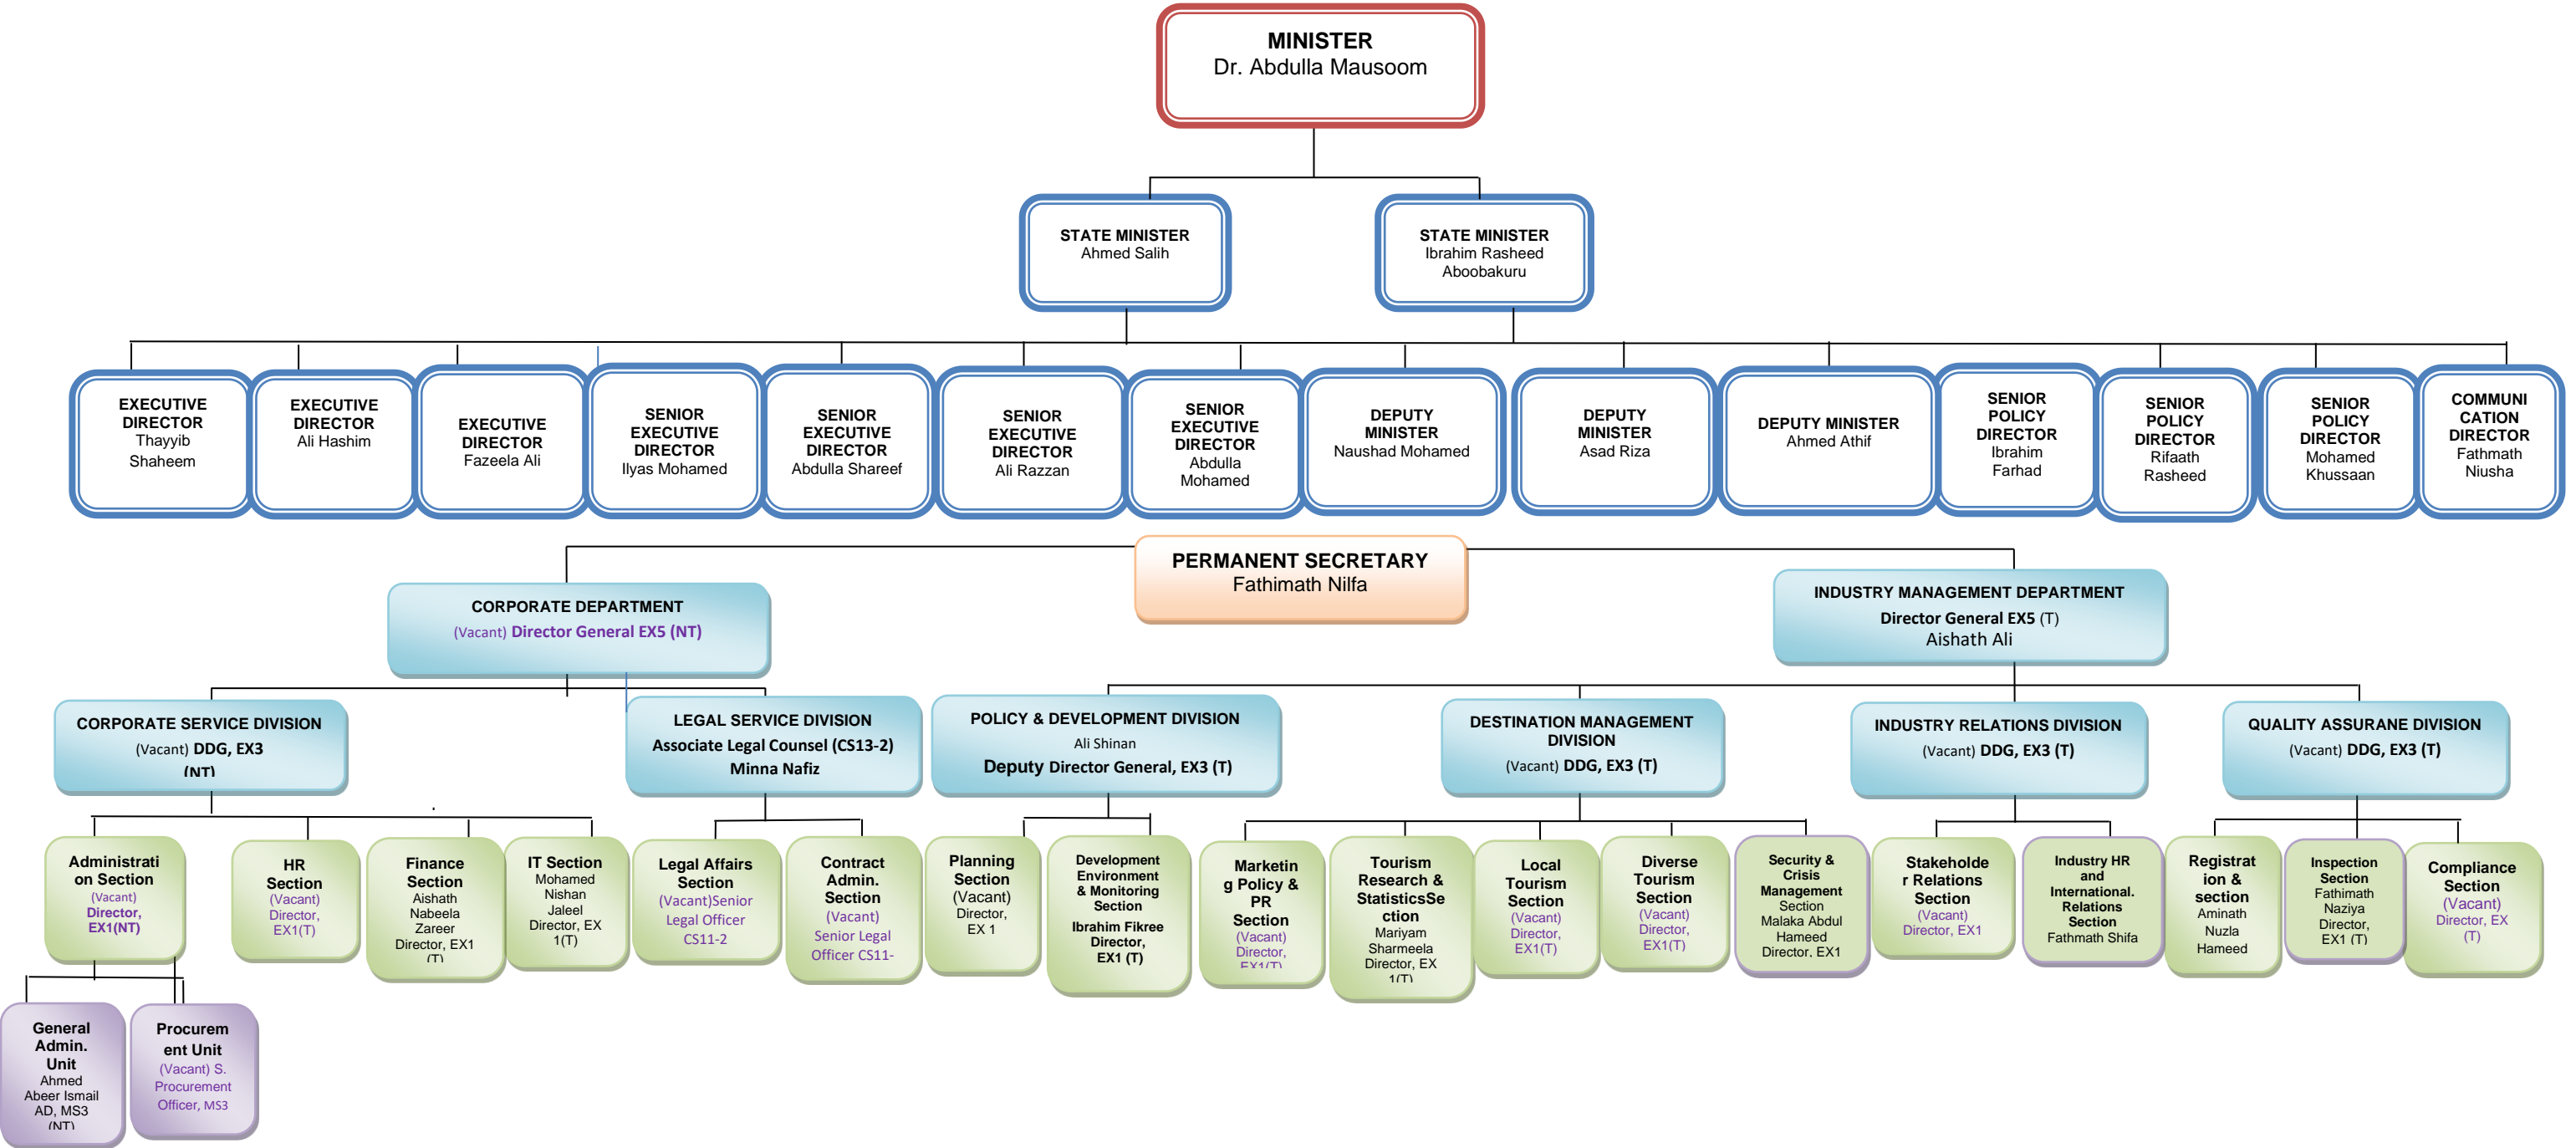 MINISTER
Dr. Abdulla Mausoom
STATE MINISTER
Ahmed Salih
STATE MINISTER
Ibrahim Rasheed
Aboobakuru
EXECUTIVE
DIRECTOR
Thayyib
Shaheem
EXECUTIVE
DIRECTOR
Ali Hashim
EXECUTIVE
DIRECTOR
Fazeela Ali
SENIOR
EXECUTIVE
DIRECTOR
Ilyas Mohamed
SENIOR
EXECUTIVE
DIRECTOR
Abdulla Shareef
SENIOR
EXECUTIVE
DIRECTOR
Ali Razzan
SENIOR
EXECUTIVE
DIRECTOR
Abdulla
Mohamed
DEPUTY
MINISTER
Naushad Mohamed
DEPUTY
MINISTER
Asad Riza
DEPUTY MINISTER
Ahmed Athif
SENIOR
POLICY
DIRECTOR
Ibrahim
Farhad
SENIOR
POLICY
DIRECTOR
Rifaath
Rasheed
SENIOR
POLICY
DIRECTOR
Mohamed
Khussaan
COMMUNI
CATION
DIRECTOR
Fathmath
Niusha
PERMANENT SECRETARY
Fathimath Nilfa
CORPORATE DEPARTMENT
(Vacant) Director General EX5 (NT)
INDUSTRY MANAGEMENT DEPARTMENT
Director General EX5 (T)
Aishath Ali
CORPORATE SERVICE DIVISION
(Vacant) DDG, EX3
(NT)
LEGAL SERVICE DIVISION
Associate Legal Counsel (CS13-2)
Minna Nafiz
POLICY & DEVELOPMENT DIVISION
Ali Shinan
Deputy Director General, EX3 (T)
DESTINATION MANAGEMENT
DIVISION
(Vacant) DDG, EX3 (T)
INDUSTRY RELATIONS DIVISION
(Vacant) DDG, EX3 (T)
QUALITY ASSURANE DIVISION
(Vacant) DDG, EX3 (T)
Administrati
on Section
(Vacant)
Director,
EX1(NT)
HR
Section
(Vacant)
Director,
EX1(T)
Finance
Section
Aishath
Nabeela
Zareer
Director, EX1
(T)
IT Section
Mohamed
Nishan
Jaleel
Director, EX
1(T)
Legal Affairs
Section
(Vacant)Senior
Legal Officer
CS11-2
Contract
Admin.
Section
(Vacant)
Senior Legal
Officer CS11-
Planning
Section
(Vacant)
Director,
EX 1
Development
Environment
& Monitoring
Section
Ibrahim Fikree
Director,
EX1 (T)
Marketin
g Policy &
PR
Section
(Vacant)
Director,
EX1(T)
Tourism
Research &
StatisticsSe
ction
Mariyam
Sharmeela
Director, EX
1(T)
Local
Tourism
Section
(Vacant)
Director,
EX1(T)
Diverse
Tourism
Section
(Vacant)
Director,
EX1(T)
Security &
Crisis
Management
Section
Malaka Abdul
Hameed
Director, EX1
Stakeholde
r Relations
Section
(Vacant)
Director, EX1
Industry HR
and
International.
Relations
Section
Fathmath Shifa
Registrat
ion &
section
Aminath
Nuzla
Hameed
Inspection
Section
Fathimath
Naziya
Director,
EX1 (T)
Compliance
Section
(Vacant)
Director, EX
(T)
General
Admin.
Unit
Ahmed
Abeer Ismail
AD, MS3
(NT)
Procurem
ent Unit
(Vacant) S.
Procurement
Officer, MS3